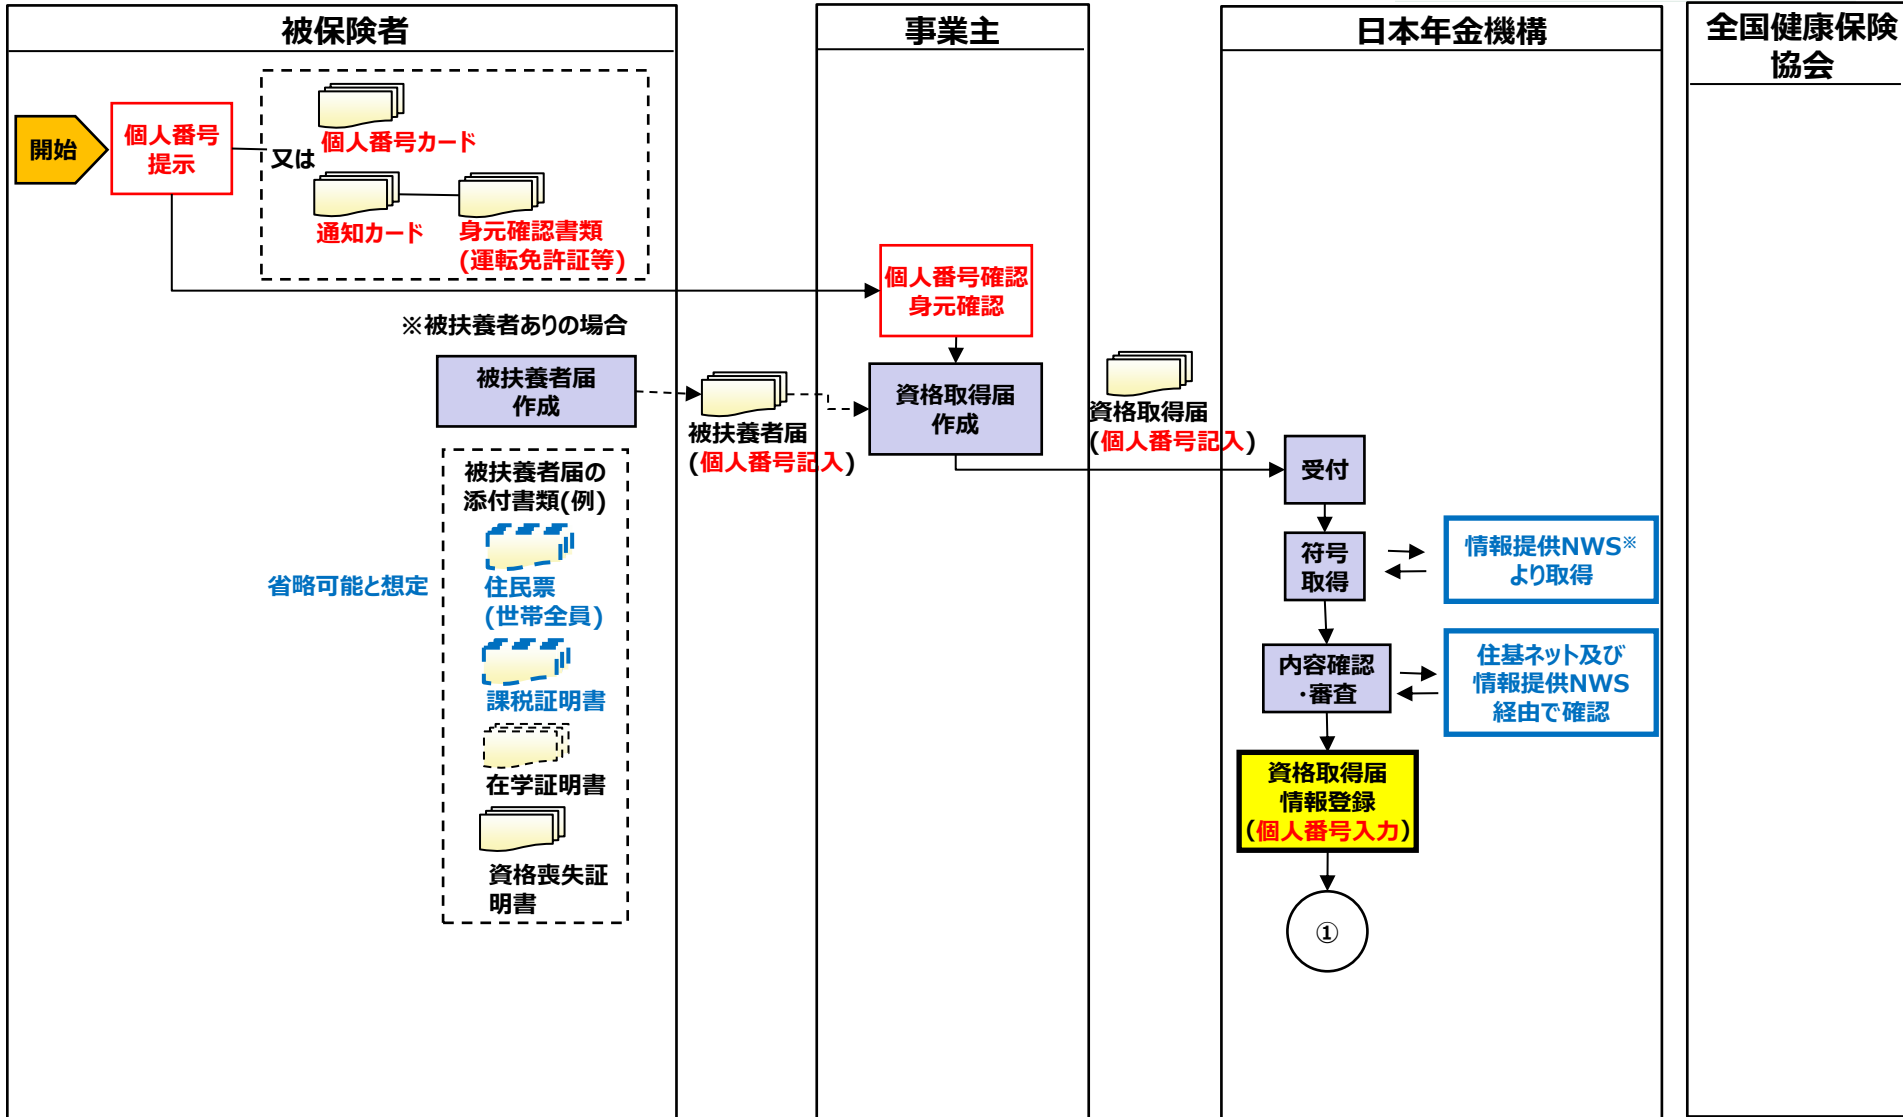 被保険者
事業主
日本年金機構
全国健康保険
協会
開始
個人番号
提示
又は
個人番号カード
通知カード
身元確認書類
(運転免許証等)
個人番号確認
身元確認
※被扶養者ありの場合
被扶養者届
作成
被扶養者届
(個人番号記入)
資格取得届
作成
資格取得届
(個人番号記入)
被扶養者届の
添付書類(例)
省略可能と想定
住民票
(世帯全員)
課税証明書
在学証明書
資格喪失証
明書
受付
符号
取得
情報提供NWS※
より取得
内容確認
・審査
住基ネット及び
情報提供NWS
経由で確認
資格取得届
情報登録
(個人番号入力)
①